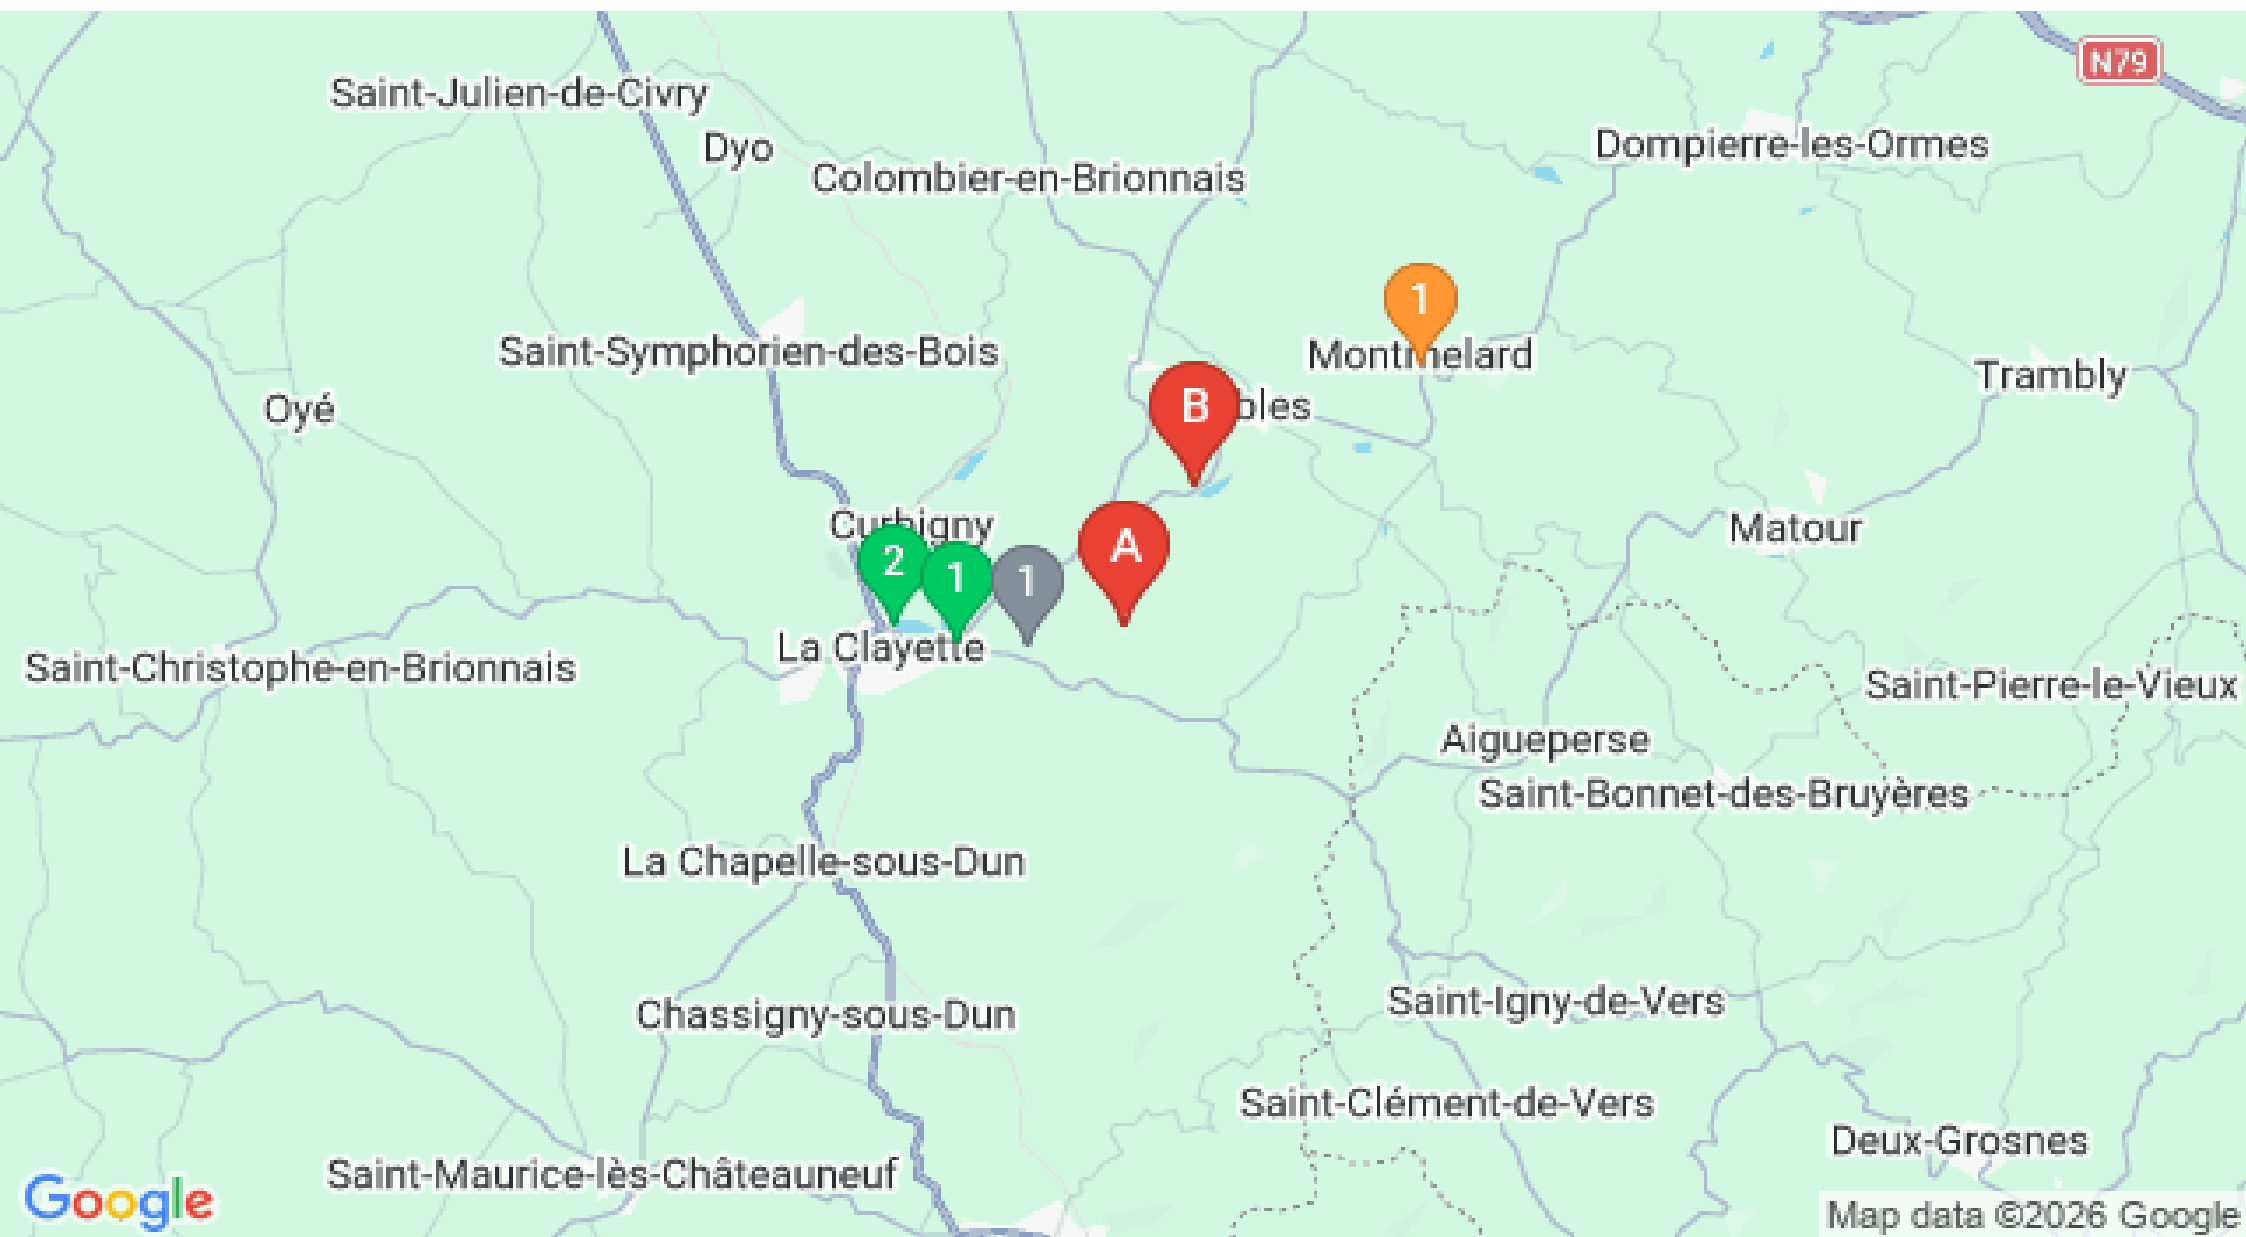 N79
Saint-Julien-de-Civry
Dyo
Dompierre-les-Ormes
Colombier-en-Brionnais
1
Saint-Symphorien-des-Bois
Montmelard
Trambly
Oyé
B
bles
Curbigny
Matour
A
2
1
1
La Clayette
Saint-Christophe-en-Brionnais
Saint-Pierre-le-Vieux
Aigueperse
Saint-Bonnet-des-Bruyères
La Chapelle-sous-Dun
Saint-Igny-de-Vers
Chassigny-sous-Dun
Saint-Clément-de-Vers
Deux-Grosnes
Saint-Maurice-lès-Châteauneuf
Google
Map data ©2026 Google